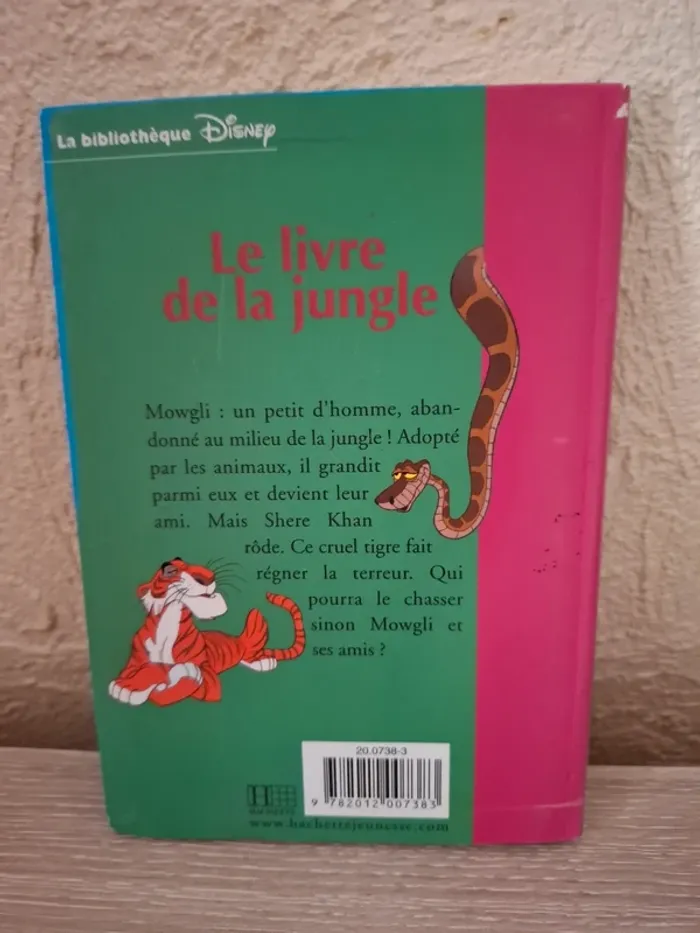 La bibliothèque Disney
Le livre
de la jungle
Mowgli : un petit d'homme, aban-
donné au milieu de la jungle ! Adopté
par les animaux, il grandit
parmi eux et devient leur
ami. Mais Shere Khan
rôde. Ce cruel tigre fait
régner la terreur. Qui
pourra le chasser
sinon Mowgli et
ses amis ?
20.0738-3
9 782012 007383
H
HACHETTE
www.hachettejeunesse.com